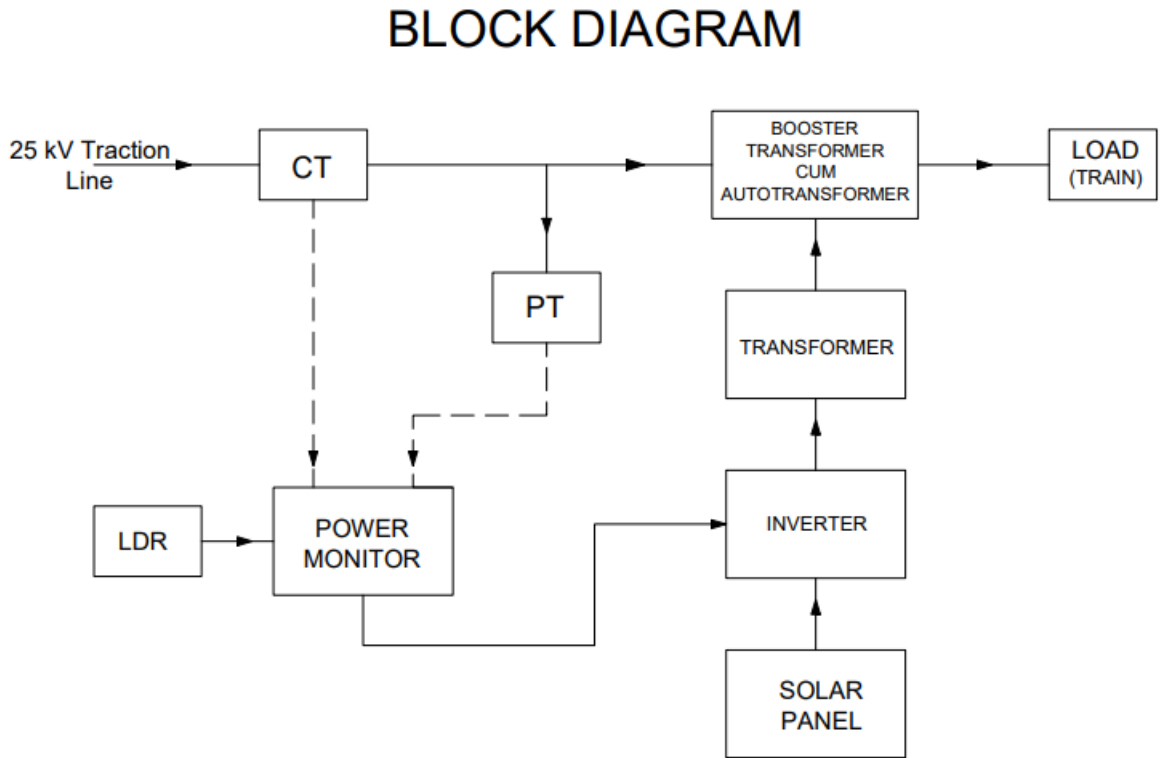 BLOCK DIAGRAM
25 kV Traction
Line
CT
BOOSTER
TRANSFORMER
CUM
AUTOTRANSFORMER
LOAD
(TRAIN)
PT
TRANSFORMER
LDR
POWER
MONITOR
INVERTER
SOLAR
PANEL